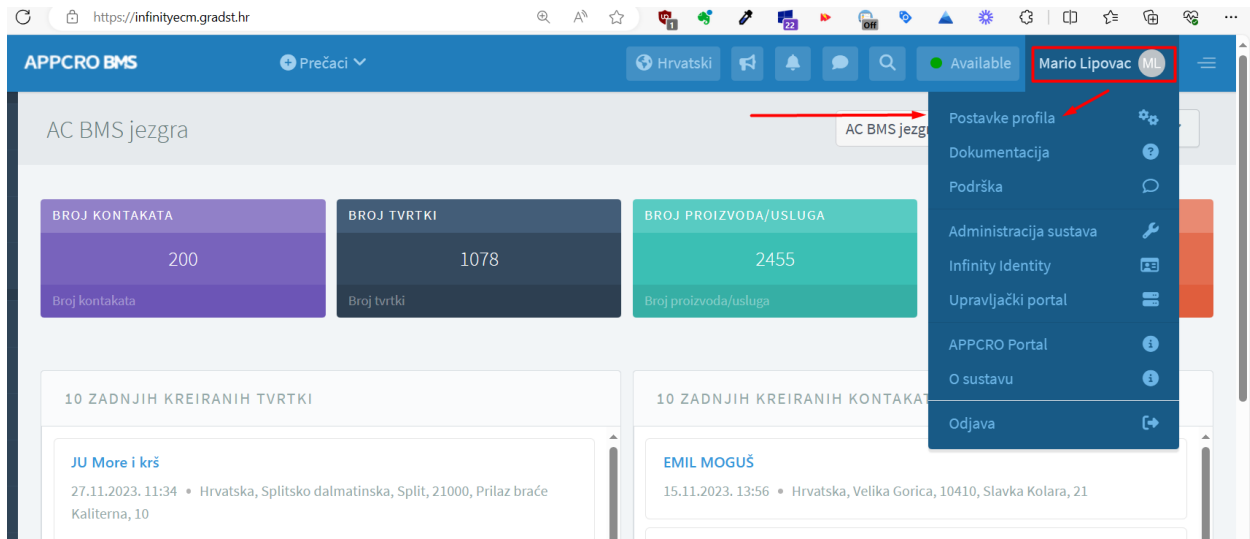 https://infinityecm.gradst.hr
1
22
Off
APPCRO BMS
Prečaci
Hrvatski
Available
Mario Lipovac ML
AC BMS jezgra
AC BMS jezgr
Postavke profila
Dokumentacija
Podrška
Administracija sustava
Infinity Identity
Upravljački portal
APPCRO Portal
O sustavu
Odjava
BROJ KONTAKATA
200
Broj kontakata
BROJ TVRTKI
1078
Broj tvrtki
BROJ PROIZVODA/USLUGA
2455
Broj proizvoda/usluga
10 ZADNJIH KREIRANIH TVRTKI
JU More i krš
27.11.2023. 11:34 • Hrvatska, Splitsko dalmatinska, Split, 21000, Prilaz braće
Kaliterna, 10
10 ZADNJIH KREIRANIH KONTAKAT
EMIL MOGUŠ
15.11.2023. 13:56 • Hrvatska, Velika Gorica, 10410, Slavka Kolara, 21